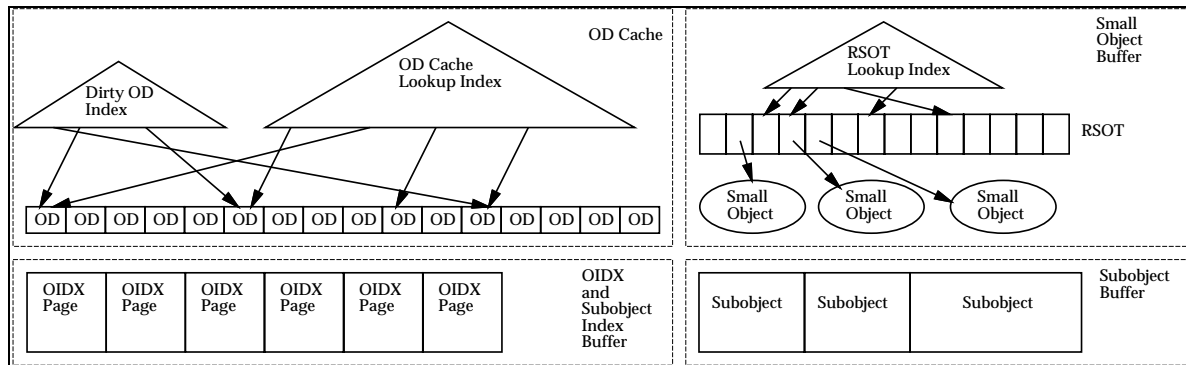 OD Cache
Dirty OD
Index
OD Cache
Lookup Index
OD OD OD OD OD OD OD OD OD OD OD OD OD OD OD OD
Small
Object
Buffer
RSOT
Lookup Index
RSOT
Small
Object
Small
Object
Small
Object
OIDX
Page
OIDX
Page
OIDX
Page
OIDX
Page
OIDX
Page
OIDX
Page
OIDX
and
Subobject
Index
Buffer
Subobject
Subobject
Subobject
Subobject
Buffer